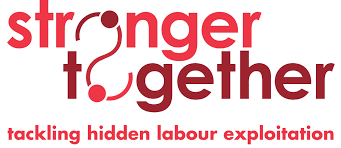 stronger
together
tackling hidden labour exploitation